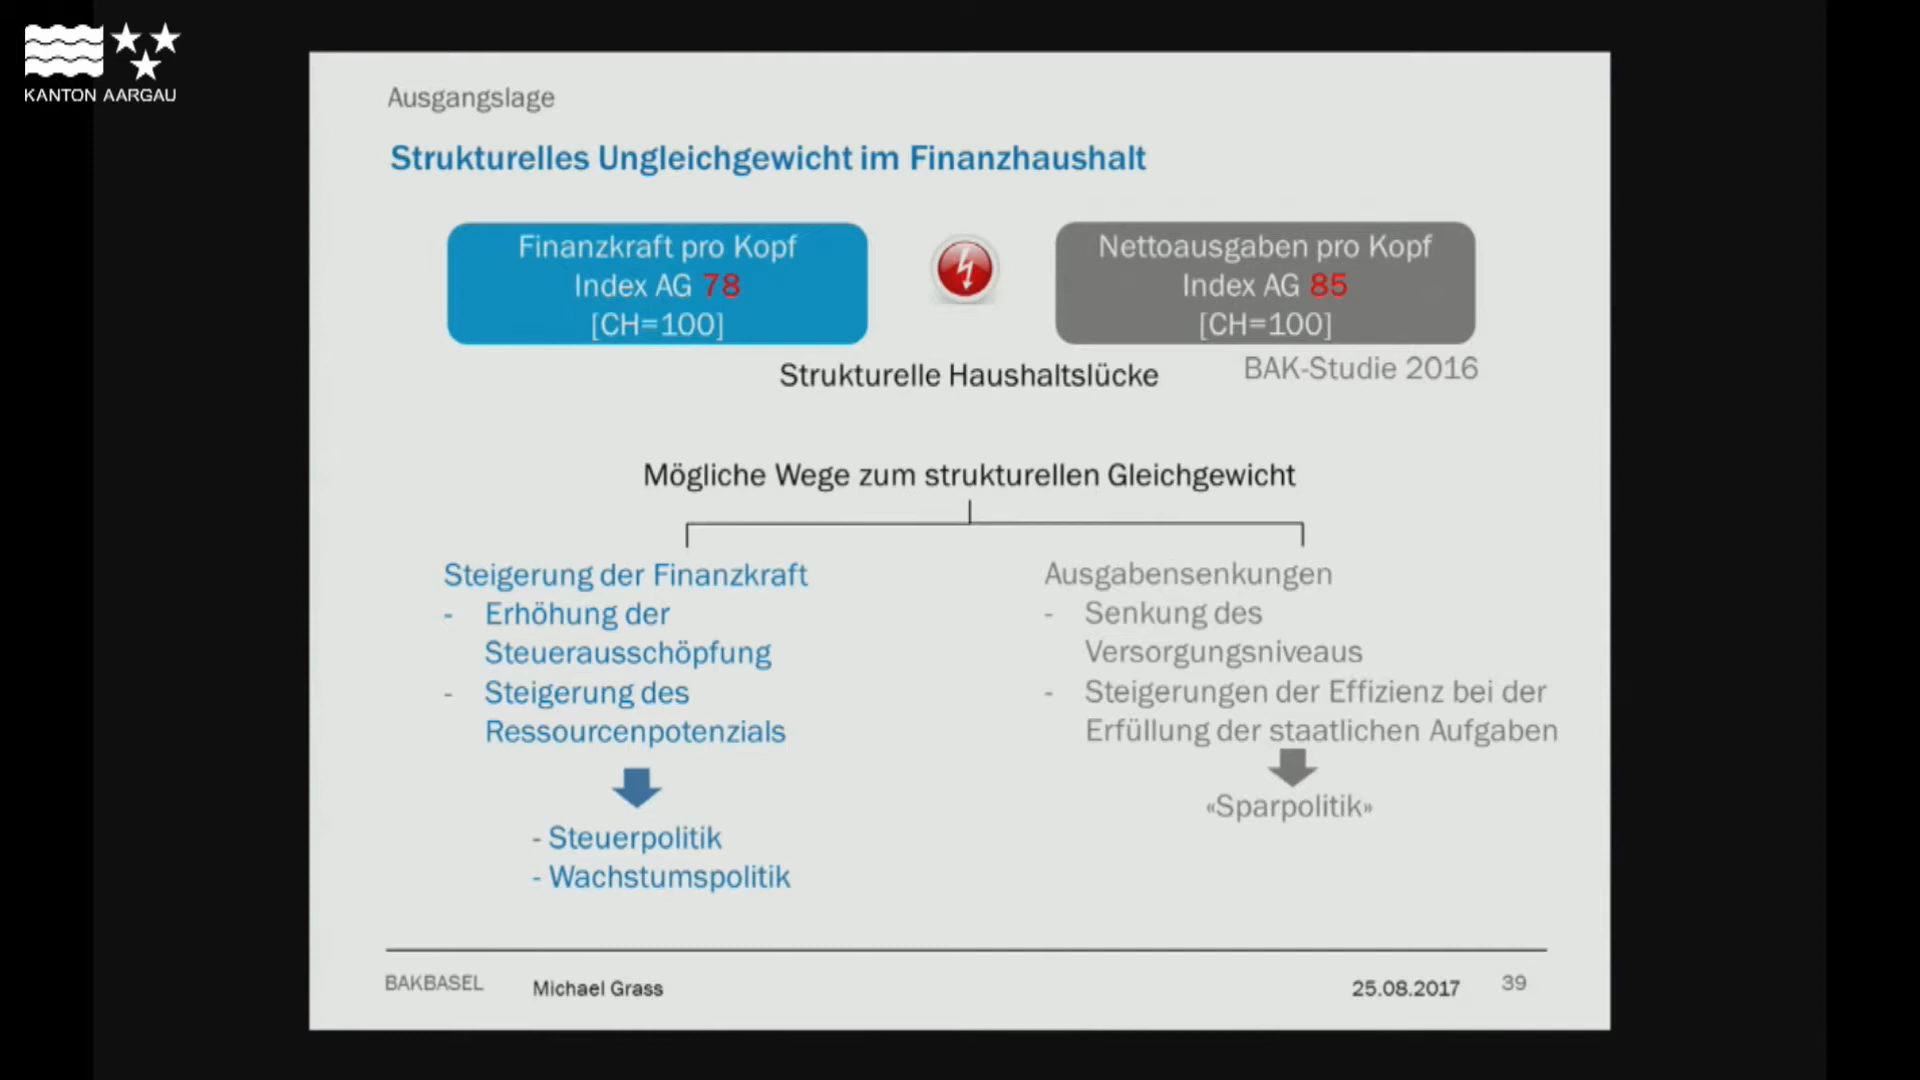 KANTON AARGAU
Ausgangslage
Strukturelles Ungleichgewicht im Finanzhaushalt
Finanzkraft pro Kopf
Index AG 78
[CH=100]
Nettoausgaben pro Kopf
Index AG 85
[CH=100]
Strukturelle Haushaltslücke
BAK-Studie 2016
Mögliche Wege zum strukturellen Gleichgewicht
Steigerung der Finanzkraft
- Erhöhung der
Steuerausschöpfung
- Steigerung des
Ressourcenpotenzials
- Steuerpolitik
- Wachstumspolitik
Ausgabensenkungen
- Senkung des
Versorgungsniveaus
- Steigerungen der Effizienz bei der
Erfüllung der staatlichen Aufgaben
«Sparpolitik»
BAKBASEL
Michael Grass
25.08.2017
39